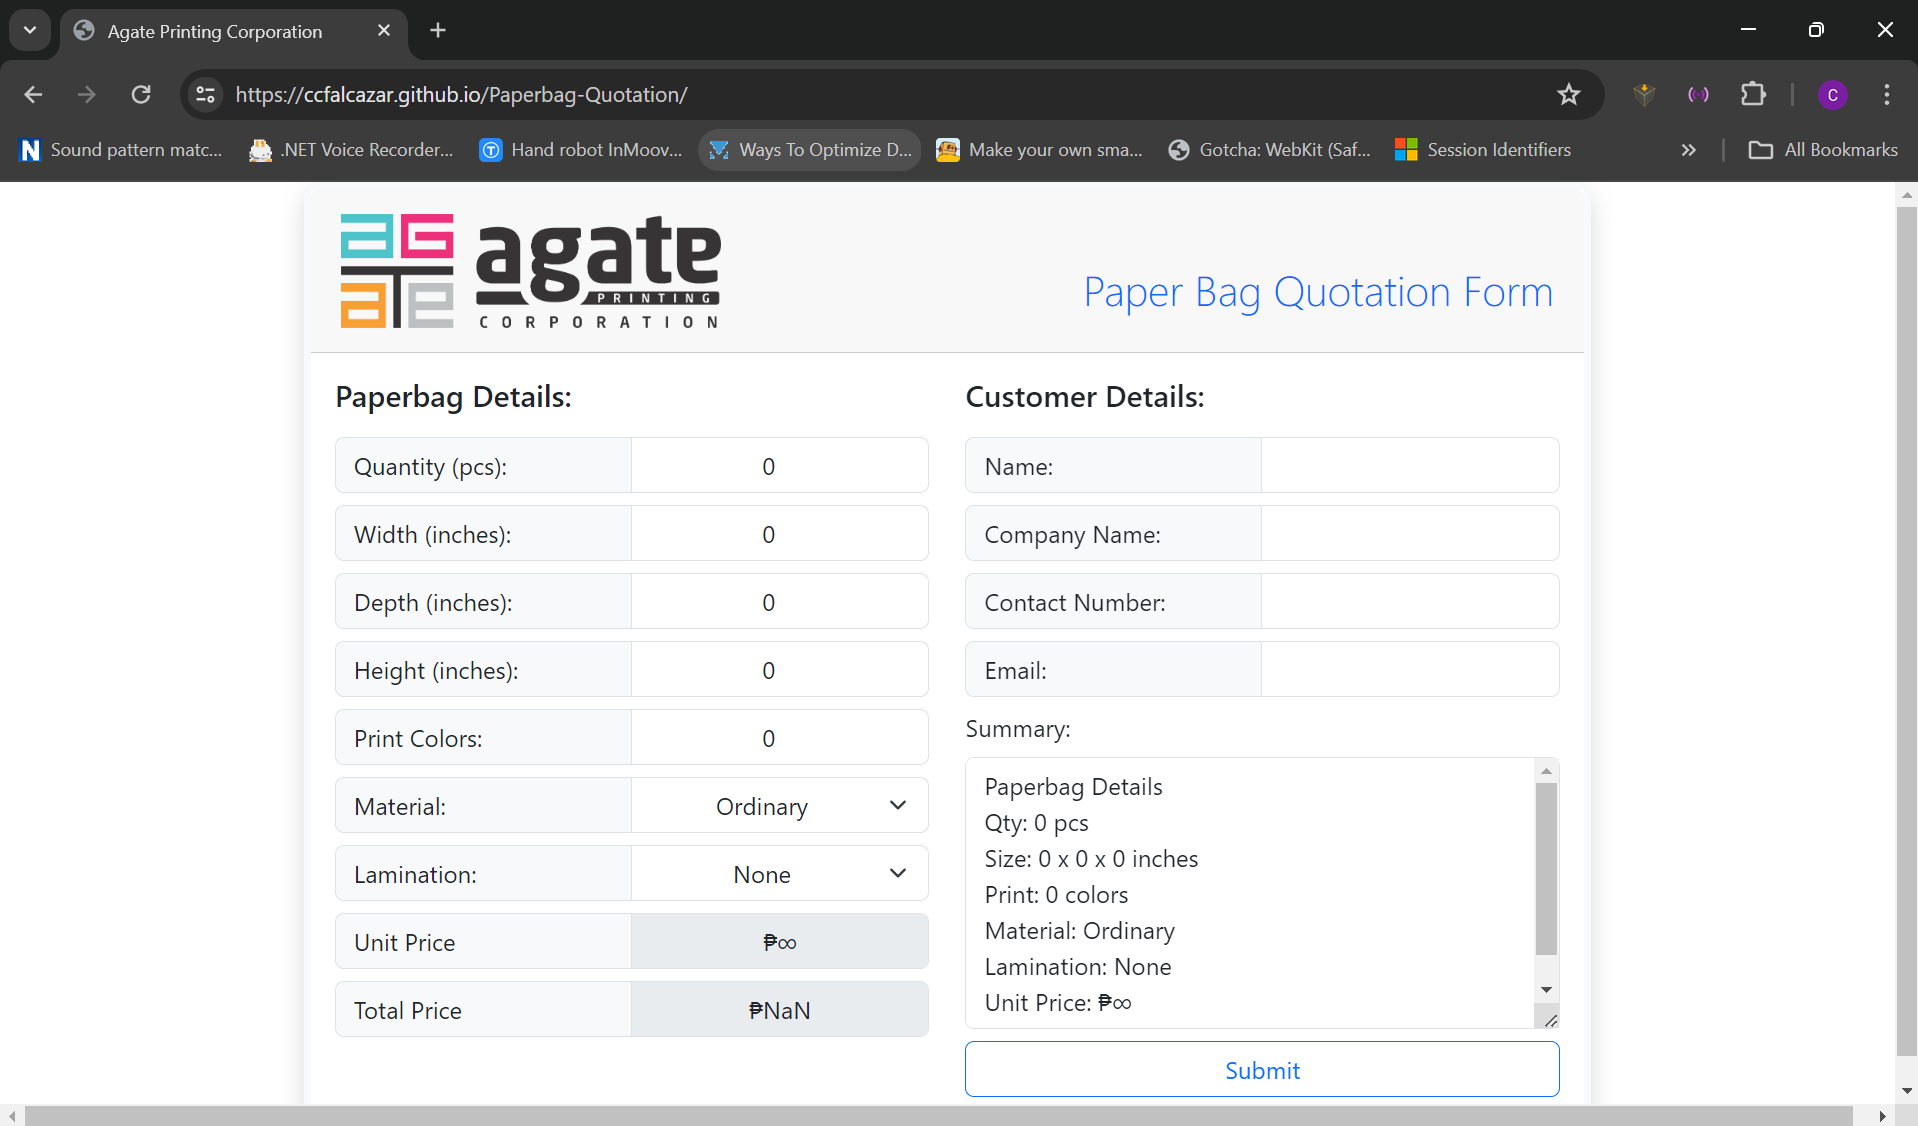 Agate Printing Corporation
https://ccfalcazar.github.io/Paperbag-Quotation/
C
Sound pattern matc...
.NET Voice Recorder...
Hand robot InMoov...
Ways To Optimize D...
Make your own sma...
Gotcha: WebKit (Saf...
Session Identifiers
All Bookmarks
agate
PRINTING
CORPORATION
Paper Bag Quotation Form
Paperbag Details:
Quantity (pcs): 0
Width (inches): 0
Depth (inches): 0
Height (inches): 0
Print Colors: 0
Material: Ordinary
Lamination: None
Unit Price ₱∞
Total Price ₱NaN
Customer Details:
Name:
Company Name:
Contact Number:
Email:
Summary:
Paperbag Details
Qty: 0 pcs
Size: 0 x 0 x 0 inches
Print: 0 colors
Material: Ordinary
Lamination: None
Unit Price: ₱∞
Submit